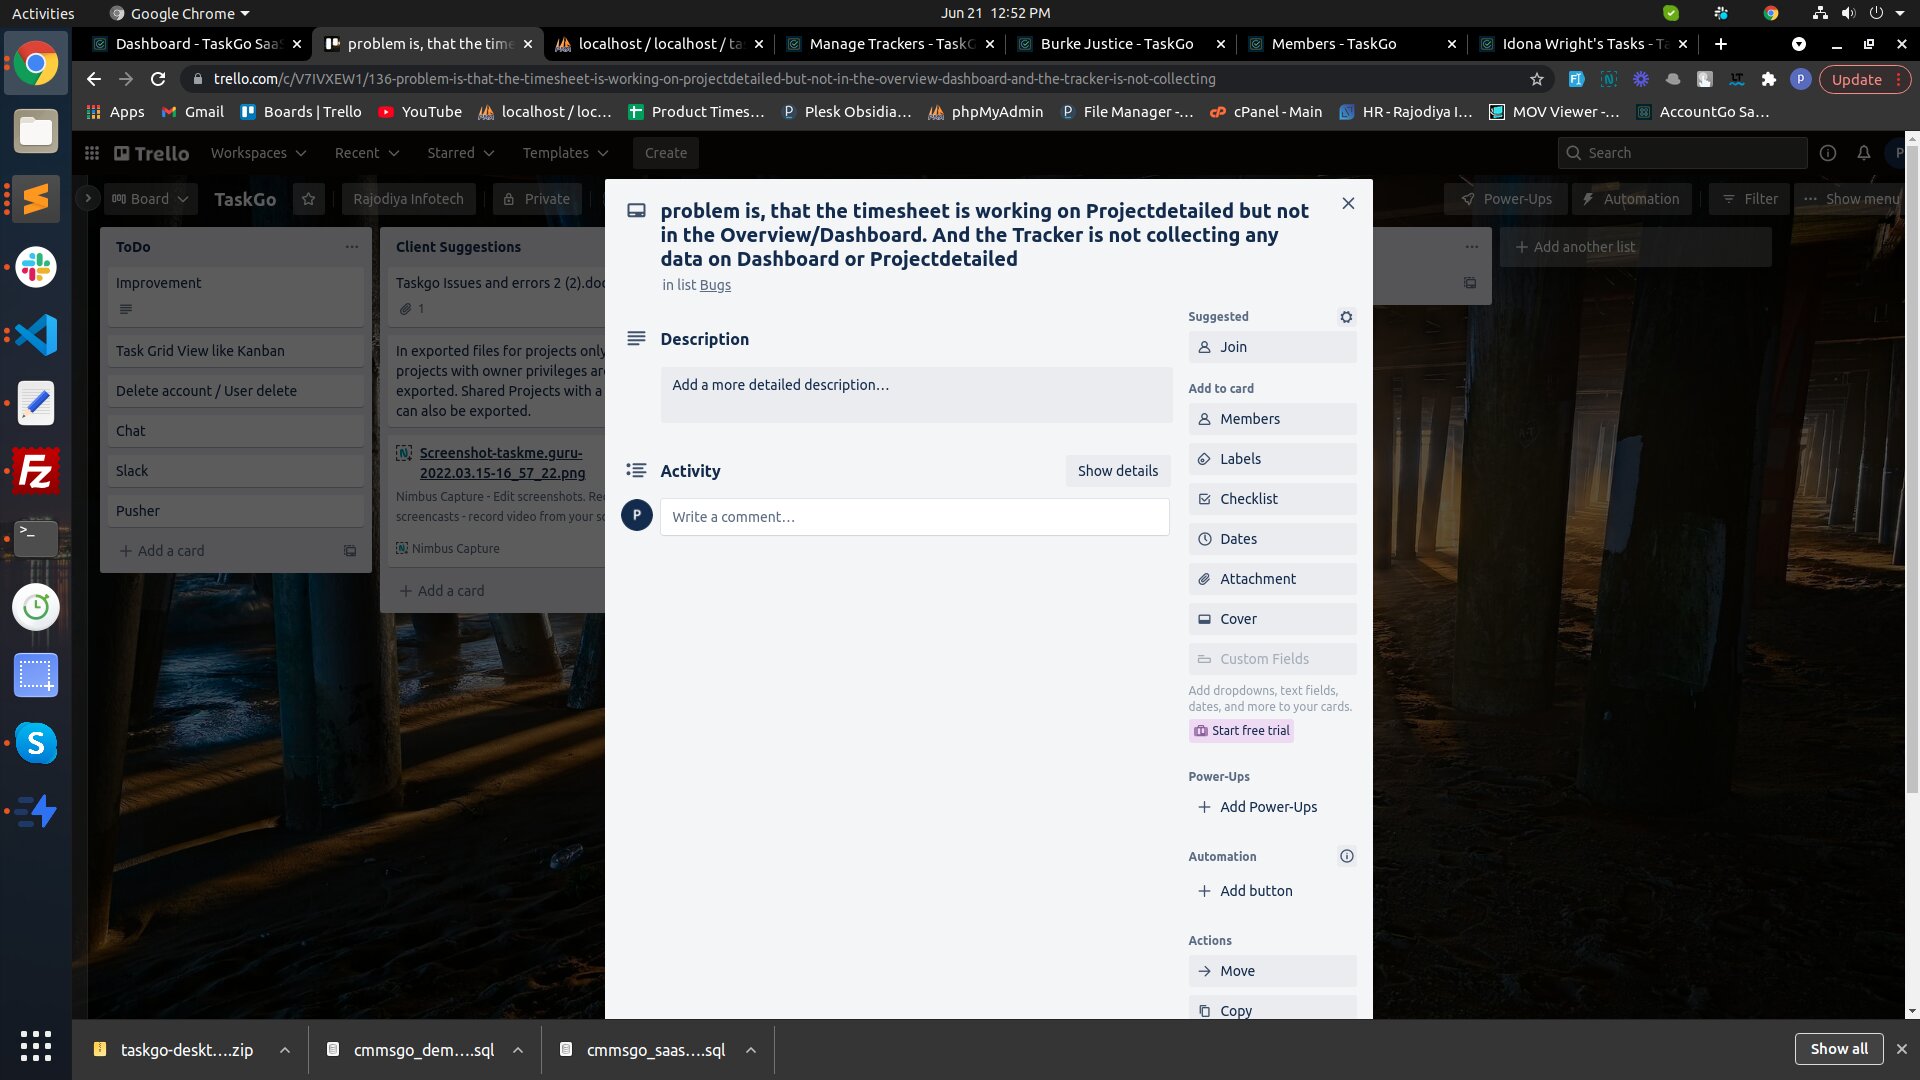 Activities
Google Chrome
Jun 21 12:52 PM
Dashboard - TaskGo SaaS
problem is, that the time
localhost / localhost / ta
Manage Trackers - TaskG
Burke Justice - TaskGo
Members - TaskGo
Idona Wright's Tasks - Ta
trello.com/c/V7IVXEW1/136-problem-is-that-the-timesheet-is-working-on-projectdetailed-but-not-in-the-overview-dashboard-and-the-tracker-is-not-collecting
P
Update
Apps
Gmail
Boards | Trello
YouTube
localhost / loc...
Product Times...
Plesk Obsidia...
phpMyAdmin
File Manager -...
cPanel - Main
HR - Rajodiya I...
MOV Viewer -...
AccountGo Sa...
Trello
Workspaces
Recent
Starred
Templates
Create
Search
P
Board
TaskGo
Rajodiya Infotech
Private
Power-Ups
Automation
Filter
Show menu
ToDo
Improvement
Task Grid View like Kanban
Delete account / User delete
Chat
Slack
Pusher
Add a card
Client Suggestions
Taskgo Issues and errors 2 (2).doc
1
In exported files for projects only
projects with owner privileges are
exported. Shared Projects with a
can also be exported.
Screenshot-taskme.guru-
2022.03.15-16_57_22.png
Nimbus Capture - Edit screenshots. Rec
screencasts - record video from your sc
Nimbus Capture
Add a card
problem is, that the timesheet is working on Projectdetailed but not
in the Overview/Dashboard. And the Tracker is not collecting any
data on Dashboard or Projectdetailed
in list Bugs
Description
Add a more detailed description…
Activity
Show details
P
Write a comment…
Suggested
Join
Add to card
Members
Labels
Checklist
Dates
Attachment
Cover
Custom Fields
Add dropdowns, text fields,
dates, and more to your cards.
Start free trial
Power-Ups
Add Power-Ups
Automation
Add button
Actions
Move
Copy
Add another list
taskgo-deskt....zip
cmmsgo_dem....sql
cmmsgo_saas....sql
Show all